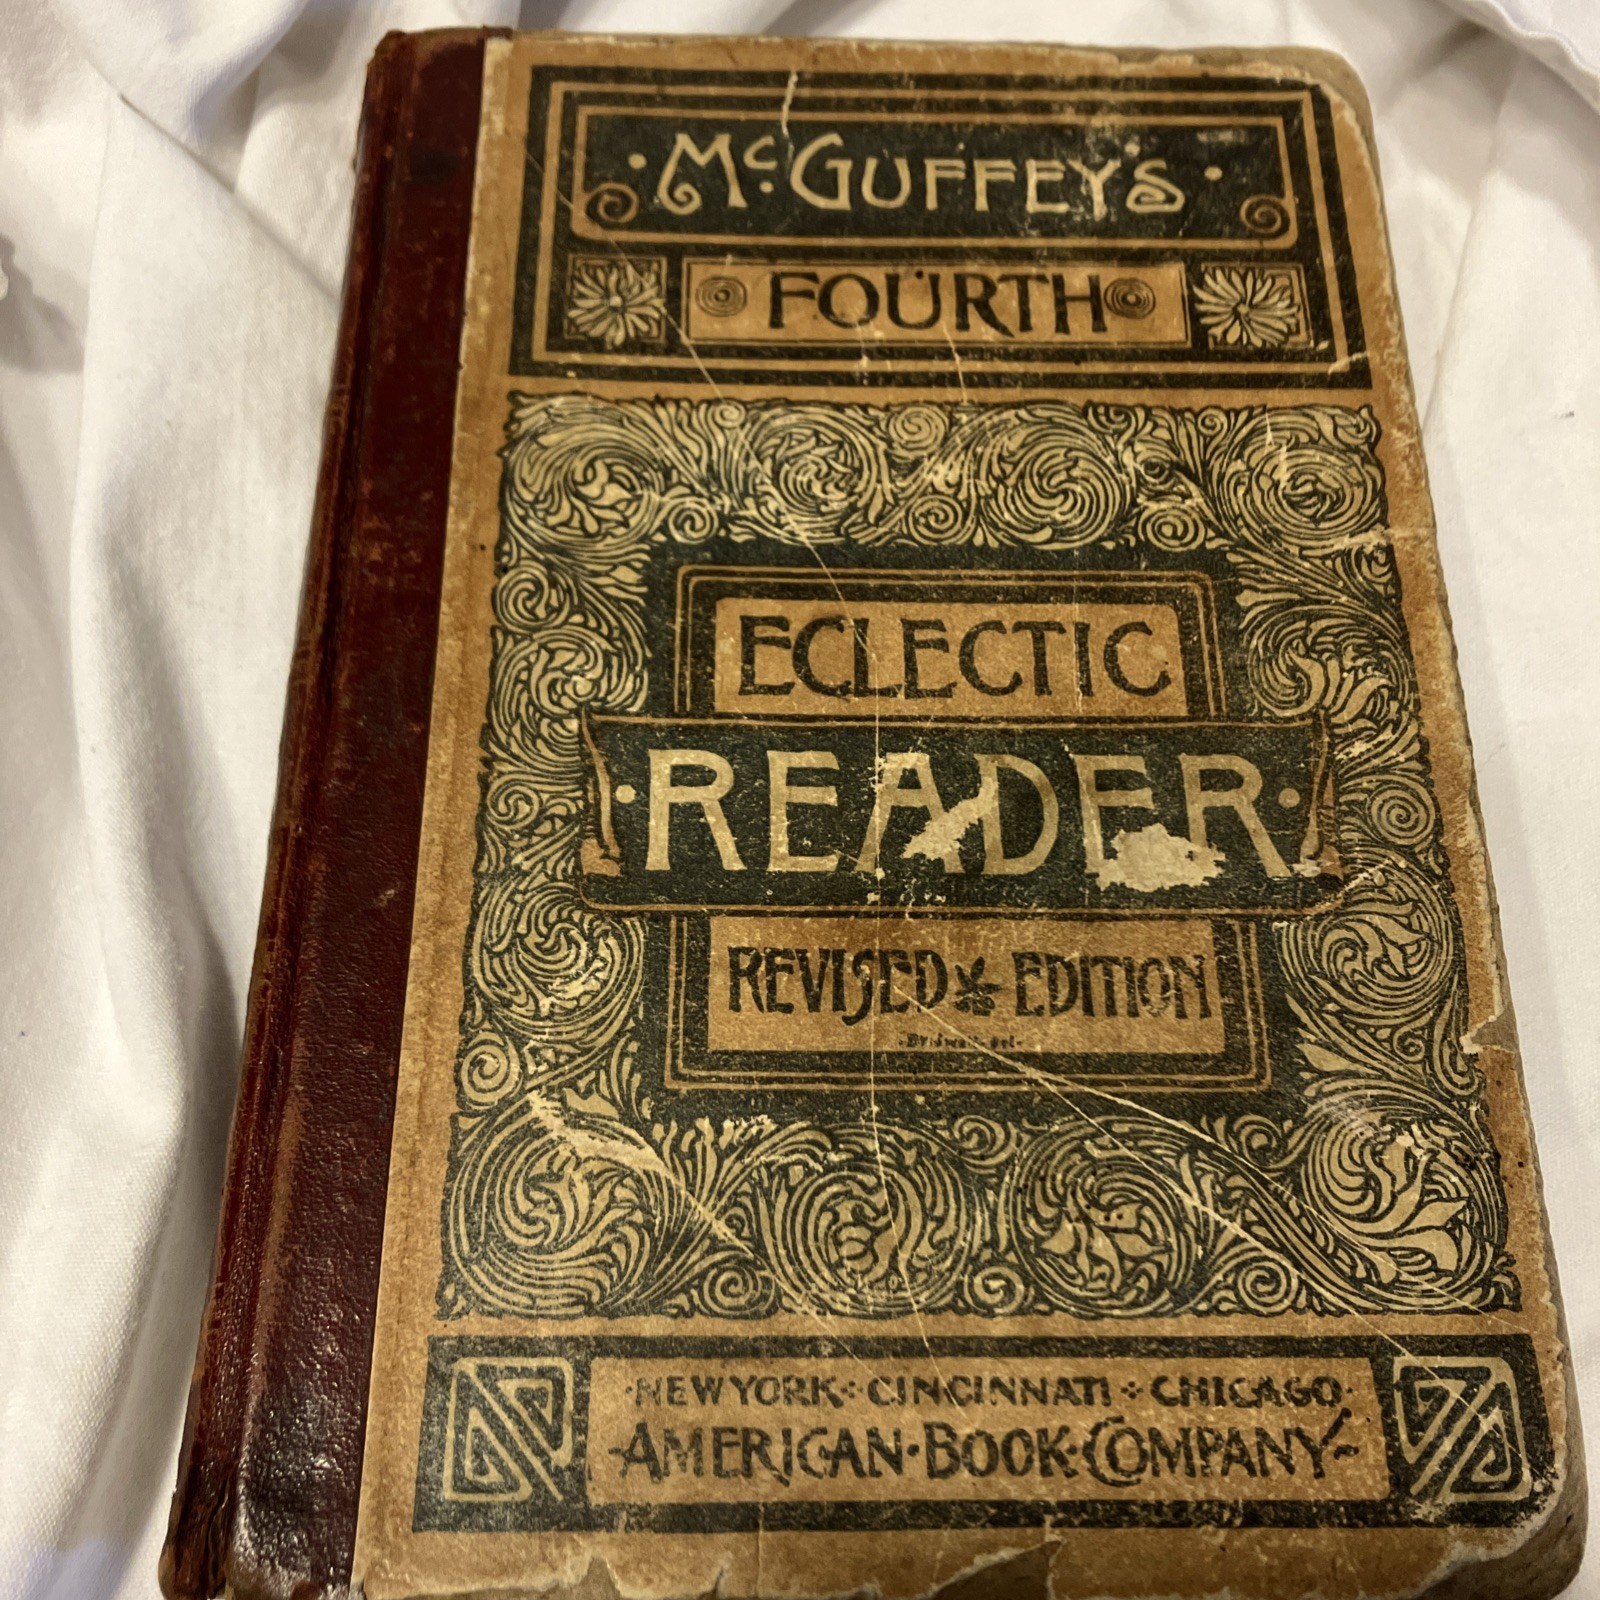 · McGUFFEY'S ·
FOURTH
ECLECTIC
· READER ·
REVISED EDITION
· NEW YORK · CINCINNATI · CHICAGO ·
- AMERICAN · BOOK · COMPANY -